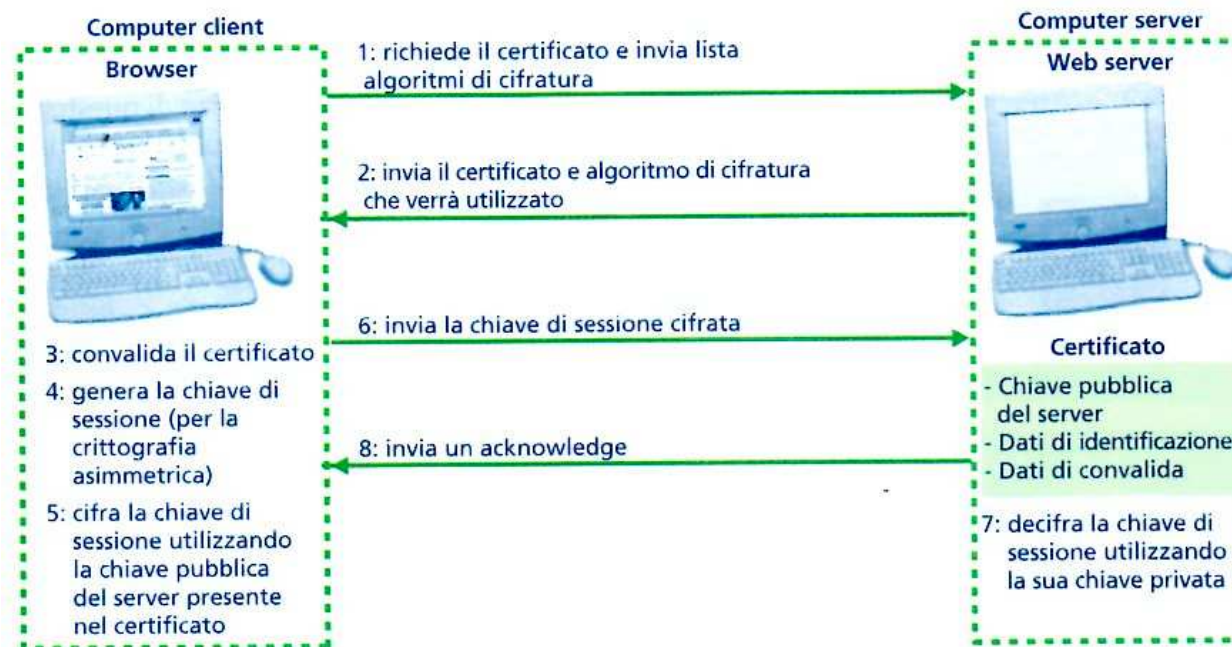 Computer client
Browser
1: richiede il certificato e invia lista
algoritmi di cifratura
Computer server
Web server
2: invia il certificato e algoritmo di cifratura
che verrà utilizzato
6: invia la chiave di sessione cifrata
8: invia un acknowledge
3: convalida il certificato
4: genera la chiave di
sessione (per la
crittografia
asimmetrica)
5: cifra la chiave di
sessione utilizzando
la chiave pubblica
del server presente
nel certificato
Certificato
- Chiave pubblica
del server
- Dati di identificazione
- Dati di convalida
7: decifra la chiave di
sessione utilizzando
la sua chiave privata